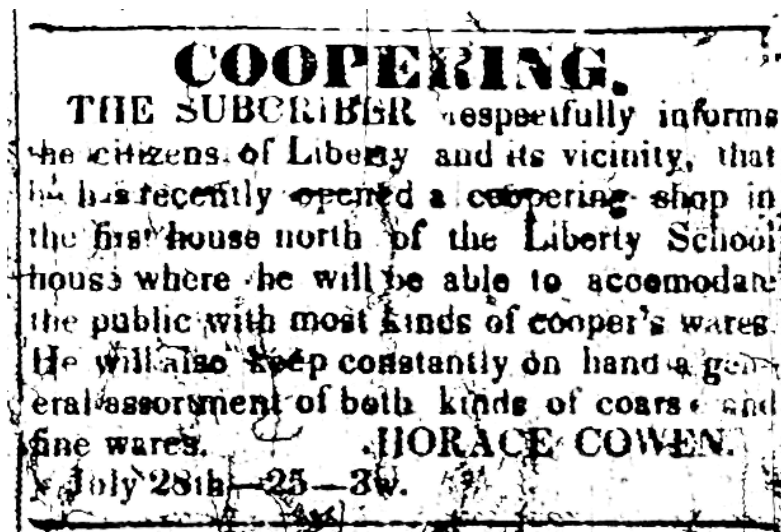 COOPERING.
THE SUBCRIBER respectfully informs
the citizens of Liberty and its vicinity, that
he has recently opened a coopering shop in
the first house north of the Liberty School
house where he will be able to accomodate
the public with most kinds of cooper's wares.
He will also keep constantly on hand a gen-
eral assortment of both kinds of coarse and
fine wares. HORACE COWEN.
July 28th—25—3w.